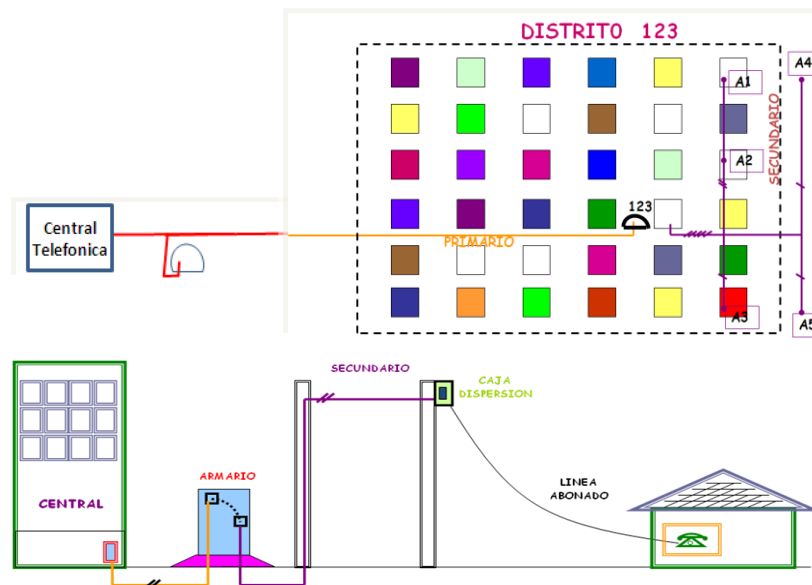 DISTRITO 123
A4
A1
SECUNDARIO
A2
123
Central
Telefonica
PRIMARIO
A3
A5
SECUNDARIO
CAJA
DISPERSION
ARMARIO
LINEA
ABONADO
CENTRAL